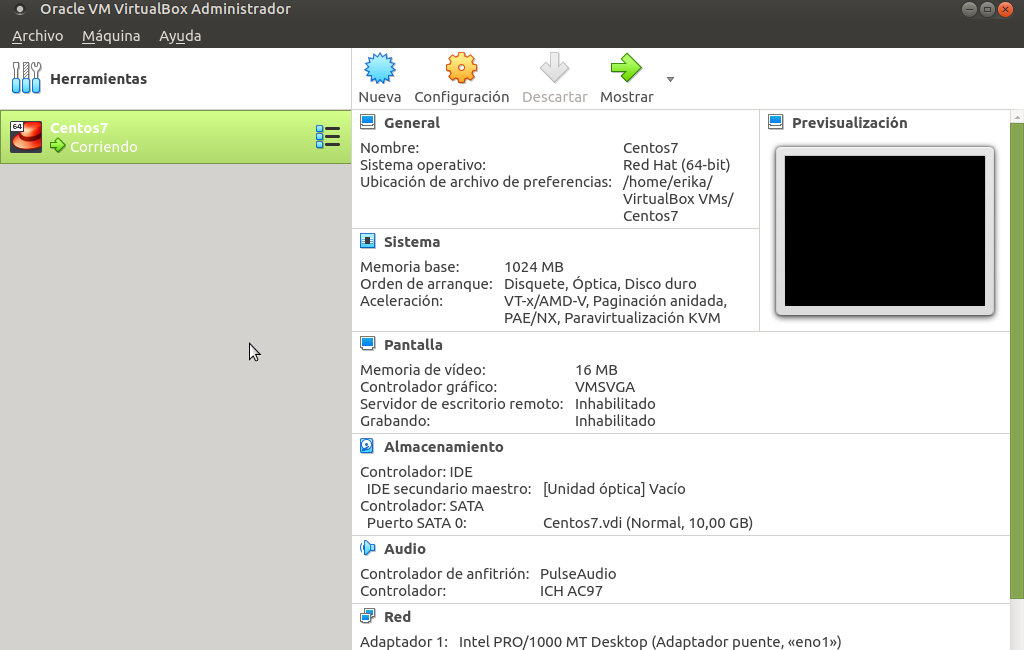 Oracle VM VirtualBox Administrador
Archivo Máquina Ayuda
Herramientas
Nueva Configuración Descartar Mostrar
64
Centos7
Corriendo
General
Nombre: Centos7
Sistema operativo: Red Hat (64-bit)
Ubicación de archivo de preferencias: /home/erika/
VirtualBox VMs/
Centos7
Previsualización
Sistema
Memoria base: 1024 MB
Orden de arranque: Disquete, Óptica, Disco duro
Aceleración: VT-x/AMD-V, Paginación anidada,
PAE/NX, Paravirtualización KVM
Pantalla
Memoria de vídeo: 16 MB
Controlador gráfico: VMSVGA
Servidor de escritorio remoto: Inhabilitado
Grabando: Inhabilitado
Almacenamiento
Controlador: IDE
IDE secundario maestro: [Unidad óptica] Vacío
Controlador: SATA
Puerto SATA 0: Centos7.vdi (Normal, 10,00 GB)
Audio
Controlador de anfitrión: PulseAudio
Controlador: ICH AC97
Red
Adaptador 1: Intel PRO/1000 MT Desktop (Adaptador puente, «eno1»)